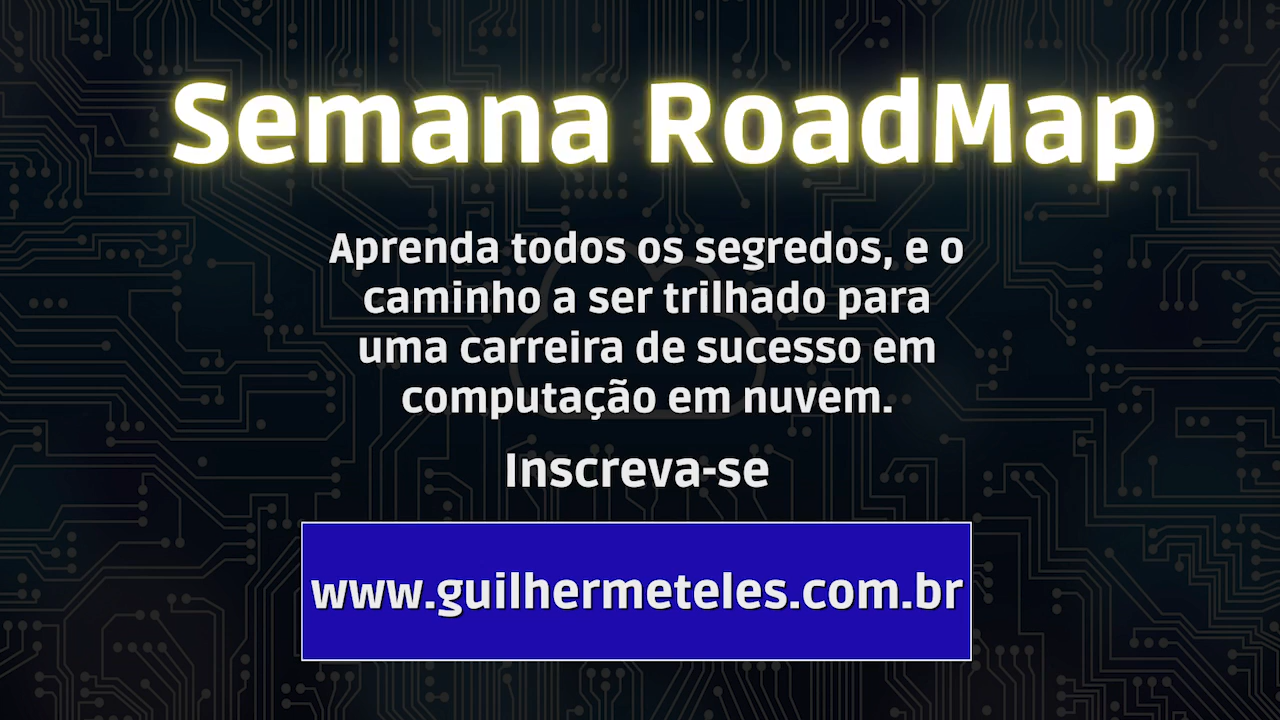 Semana RoadMap
Aprenda todos os segredos, e o
caminho a ser trilhado para
uma carreira de sucesso em
computação em nuvem.
Inscreva-se
www.guilhermeteles.com.br